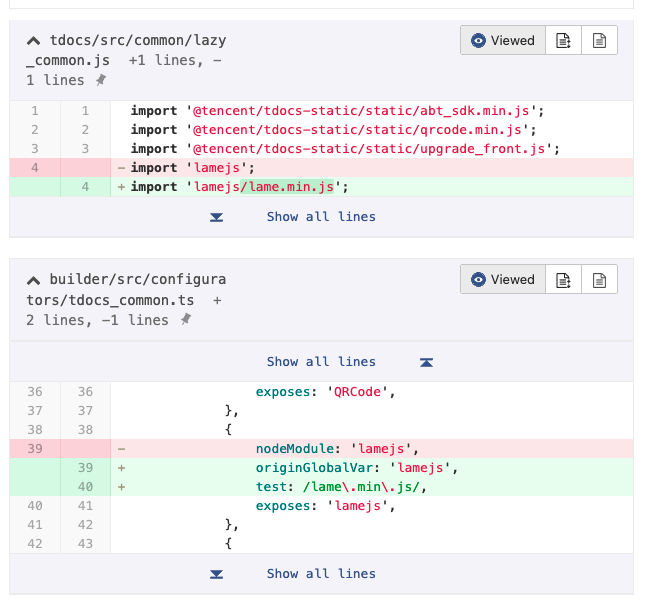 tdocs/src/common/lazy
_common.js +1 lines, −
1 lines
Viewed
1 1 import '@tencent/tdocs-static/static/abt_sdk.min.js';
2 2 import '@tencent/tdocs-static/static/qrcode.min.js';
3 3 import '@tencent/tdocs-static/static/upgrade_front.js';
4 − import 'lamejs';
4 + import 'lamejs/lame.min.js';
Show all lines
builder/src/configura
tors/tdocs_common.ts +
2 lines, −1 lines
Viewed
Show all lines
36 36 exposes: 'QRCode',
37 37 },
38 38 {
39 − nodeModule: 'lamejs',
39 + originGlobalVar: 'lamejs',
40 + test: /lame\.min\.js/,
40 41 exposes: 'lamejs',
41 42 },
42 43 {
Show all lines